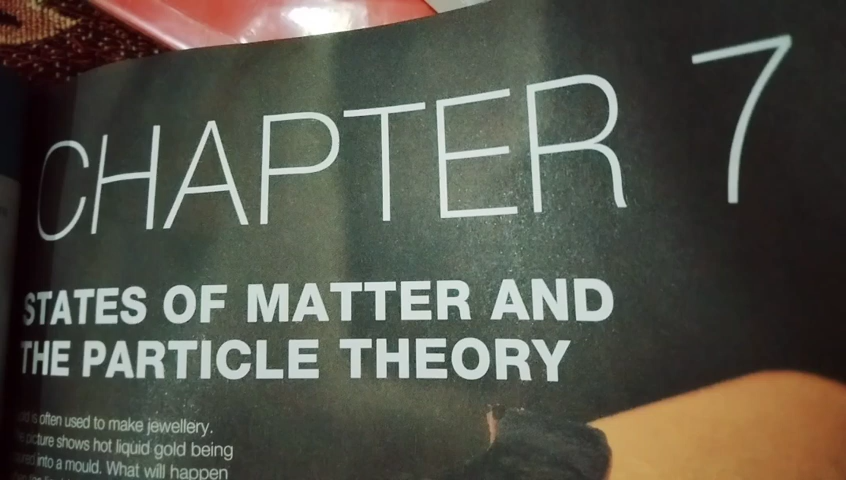 CHAPTER 7
STATES OF MATTER AND
THE PARTICLE THEORY
is often used to make jewellery.
picture shows hot liquid gold being
into a mould. What will happen